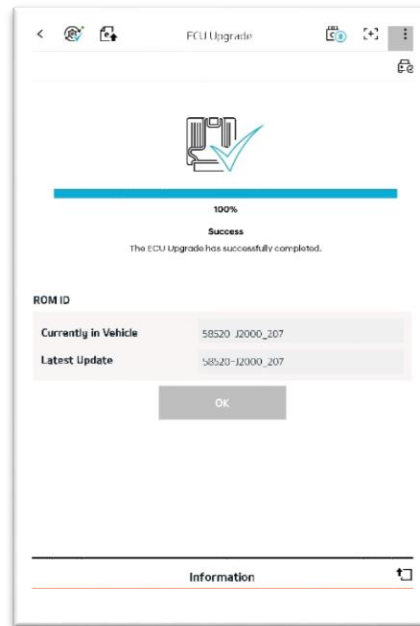 ECU Upgrade
100%
Success
The ECU Upgrade has successfully completed.
ROM ID
Currently in Vehicle 58520-J2000_207
Latest Update 58520-J2000_207
OK
Information